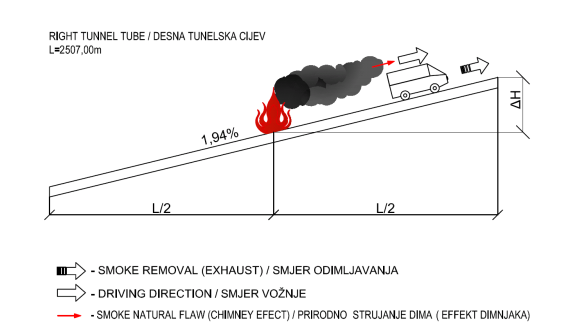 RIGHT TUNNEL TUBE / DESNA TUNELSKA CIJEV
L=2507,00m
1,94%
ΔH
L/2
L/2
- SMOKE REMOVAL (EXHAUST) / SMJER ODIMLJAVANJA
- DRIVING DIRECTION / SMJER VOŽNJE
- SMOKE NATURAL FLAW (CHIMNEY EFECT) / PRIRODNO STRUJANJE DIMA ( EFFEKT DIMNJAKA)